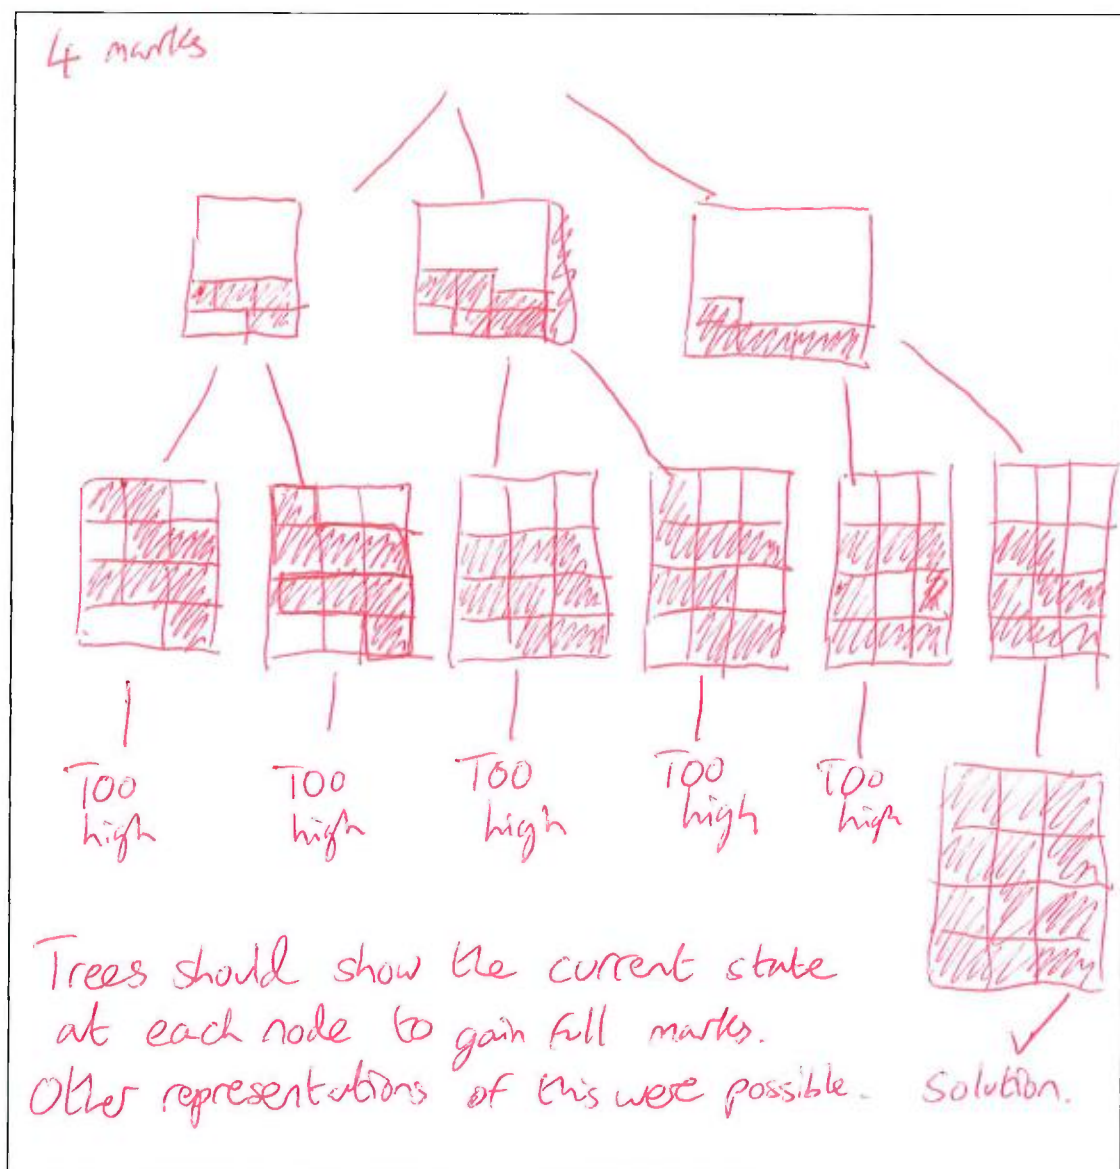 4 marks
Too high
Too high
Too high
Too high
Too high
Trees should show the current state
at each node to gain full marks.
Other representations of this were possible.
Solution.